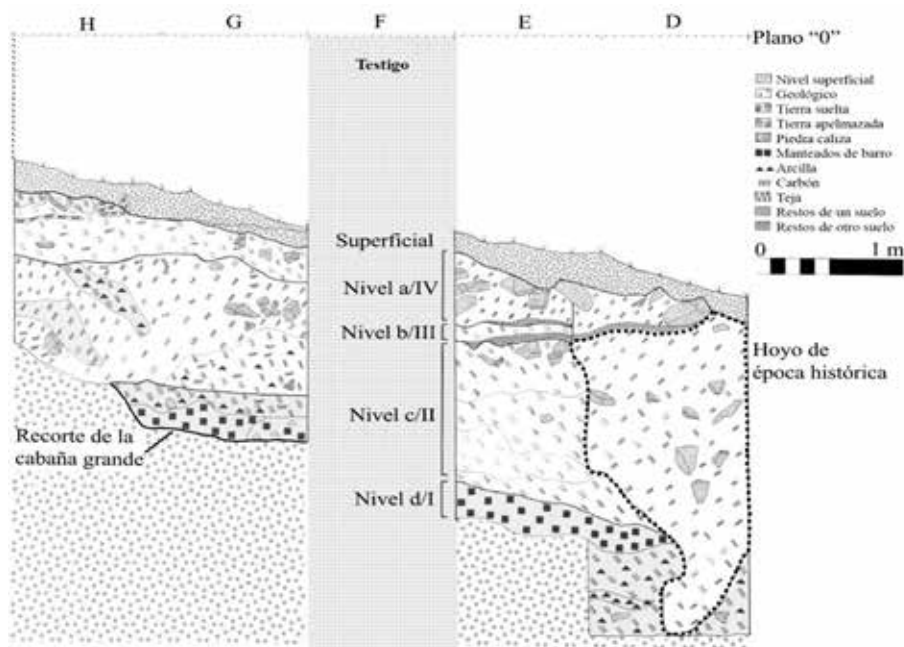 H G F E D
Plano “0”
Testigo
Nivel superficial
Geológico
Tierra suelta
Tierra apelmazada
Piedra caliza
Manteados de barro
Arcilla
Carbón
Teja
Restos de un suelo
Restos de otro suelo
0 1 m
Superficial
Nivel a/IV
Nivel b/III
Nivel c/II
Nivel d/I
Hoyo de
época histórica
Recorte de la
cabaña grande